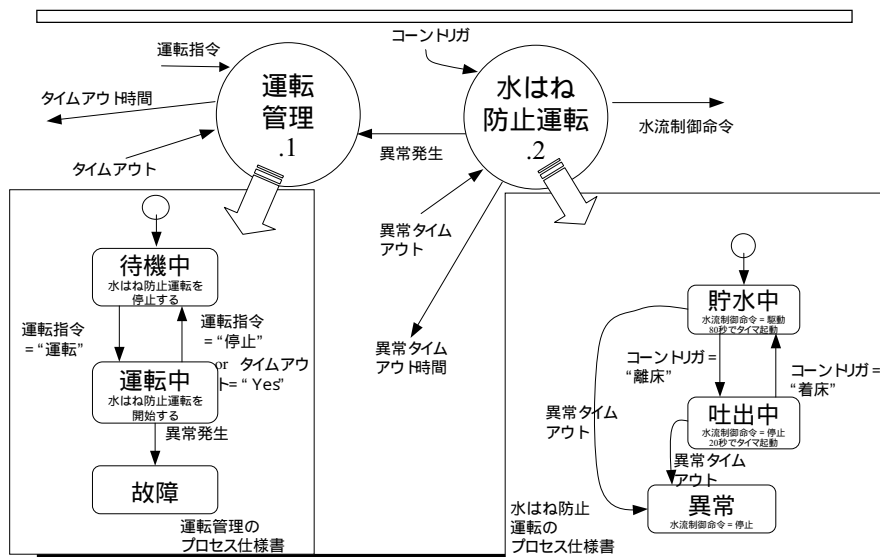 運転指令
タイムアウト時間
タイムアウト
運転
管理
.1
コーントリガ
異常発生
水はね
防止運転
.2
水流制御命令
異常タイム
アウト
異常タイム
アウト時間
待機中
水はね防止運転を
停止する
運転指令
=“運転”
運転指令
=“停止”
or タイムアウ
ト=“ Yes”
運転中
水はね防止運転を
開始する
異常発生
故障
運転管理の
プロセス仕様書
貯水中
水流制御命令 = 駆動
80秒でタイマ起動
コーントリガ =
“離床”
コーントリガ =
“着床”
異常タイム
アウト
吐出中
水流制御命令 = 停止
20秒でタイマ起動
異常タイム
アウト
異常
水流制御命令 = 停止
水はね防止
運転の
プロセス仕様書